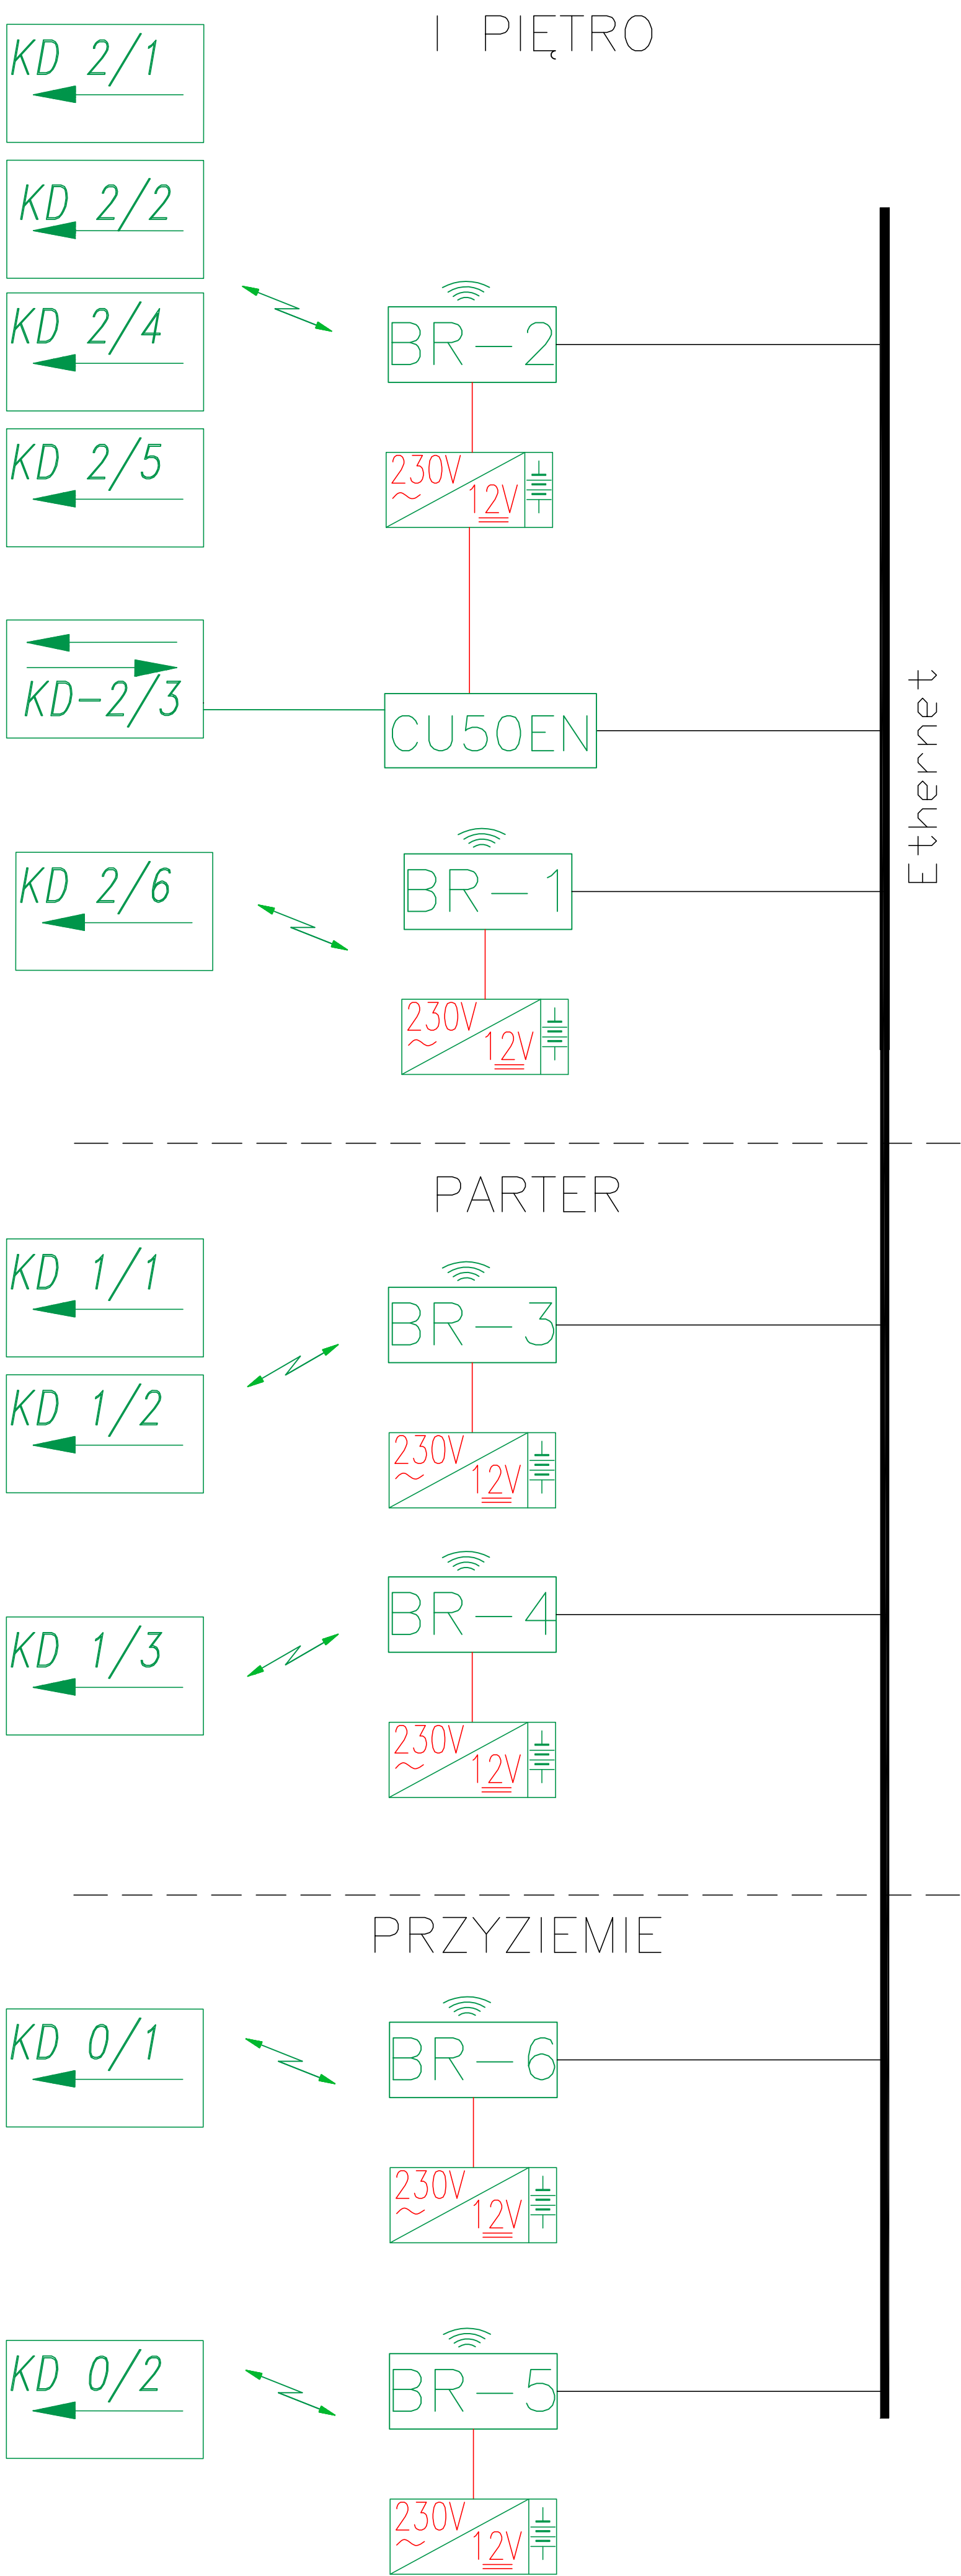 I PIĘTRO
KD 2/1
KD 2/2
KD 2/4
BR-2
KD 2/5
230V
12V
KD-2/3
CU50EN
Ethernet
KD 2/6
BR-1
230V
12V
PARTER
KD 1/1
BR-3
KD 1/2
230V
12V
BR-4
KD 1/3
230V
12V
PRZYZIEMIE
KD 0/1
BR-6
230V
12V
KD 0/2
BR-5
230V
12V